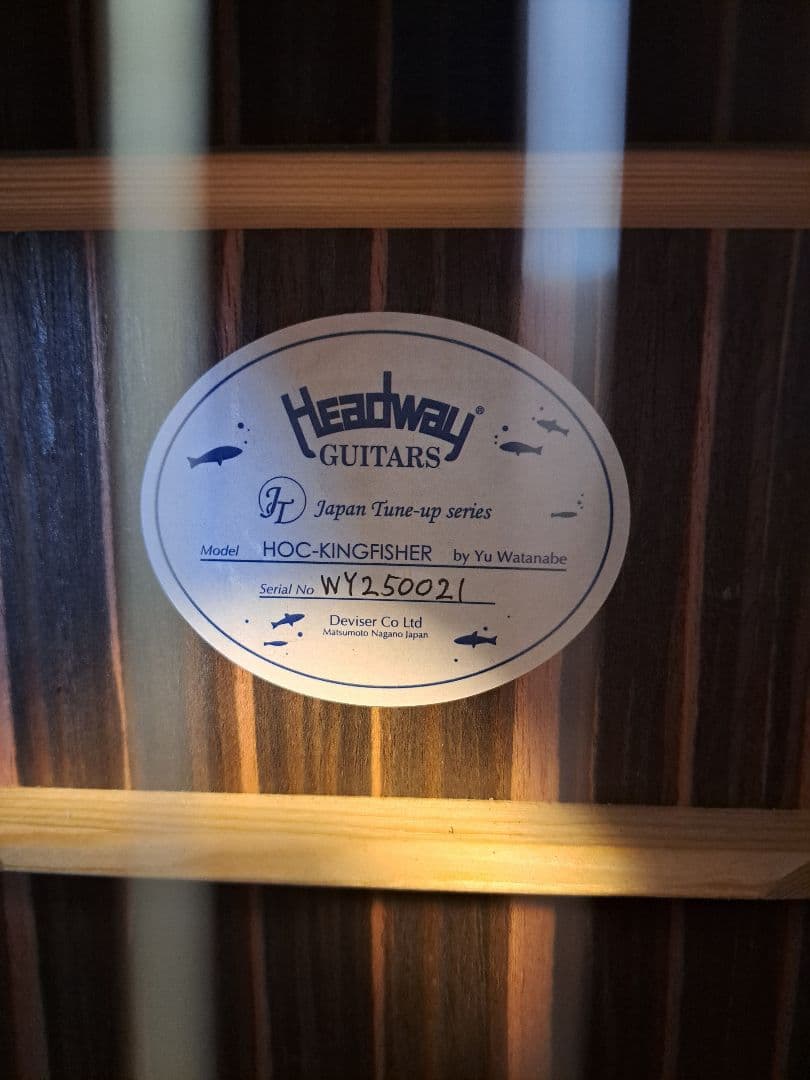 Headway®
GUITARS
JT Japan Tune-up series
Model HOC-KINGFISHER by Yu Watanabe
Serial No WY250021
Deviser Co Ltd
Matsumoto Nagano Japan